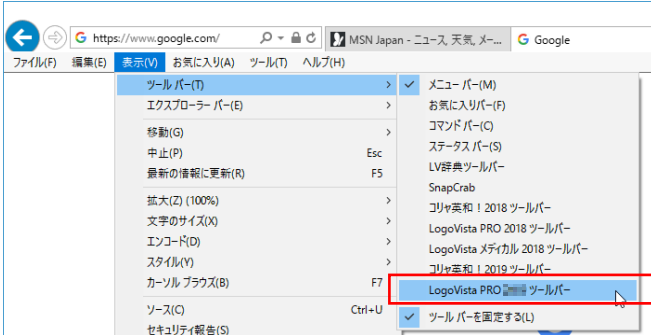 https://www.google.com/
MSN Japan - ニュース, 天気, メ...
Google
ファイル(F) 編集(E) 表示(V) お気に入り(A) ツール(T) ヘルプ(H)
ツール バー(T)
エクスプローラー バー(E)
移動(G)
中止(P) Esc
最新の情報に更新(R) F5
拡大(Z) (100%)
文字のサイズ(X)
エンコード(D)
スタイル(Y)
カーソル ブラウズ(B) F7
ソース(C) Ctrl+U
セキュリティ報告(S)
メニュー バー(M)
お気に入りバー(F)
コマンド バー(C)
ステータス バー(S)
LV辞典ツールバー
SnapCrab
コリャ英和！2018 ツールバー
LogoVista PRO 2018 ツールバー
LogoVista メディカル 2018 ツールバー
コリャ英和！2019 ツールバー
LogoVista PRO ツールバー
ツール バーを固定する(L)